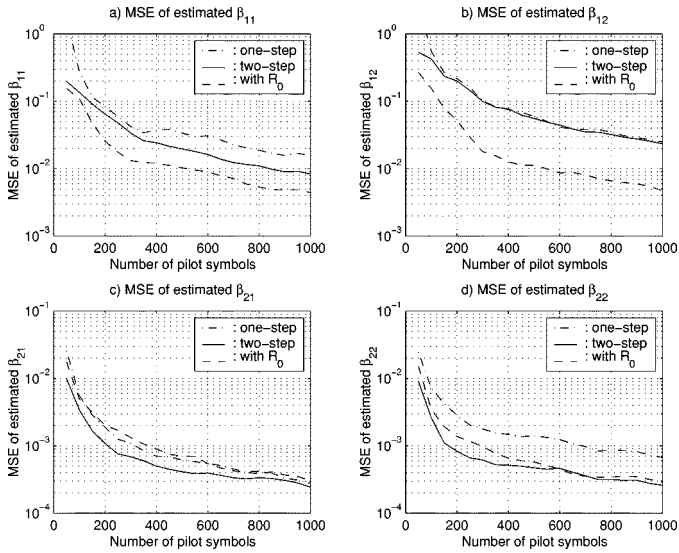 a) MSE of estimated β11
MSE of estimated β11
10^0
10^-1
10^-2
10^-3
0 200 400 600 800 1000
Number of pilot symbols
: one-step
: two-step
: with R0
b) MSE of estimated β12
MSE of estimated β12
10^0
10^-1
10^-2
10^-3
0 200 400 600 800 1000
Number of pilot symbols
: one-step
: two-step
: with R0
c) MSE of estimated β21
MSE of estimated β21
10^-1
10^-2
10^-3
10^-4
0 200 400 600 800 1000
Number of pilot symbols
: one-step
: two-step
: with R0
d) MSE of estimated β22
MSE of estimated β22
10^-1
10^-2
10^-3
10^-4
0 200 400 600 800 1000
Number of pilot symbols
: one-step
: two-step
: with R0